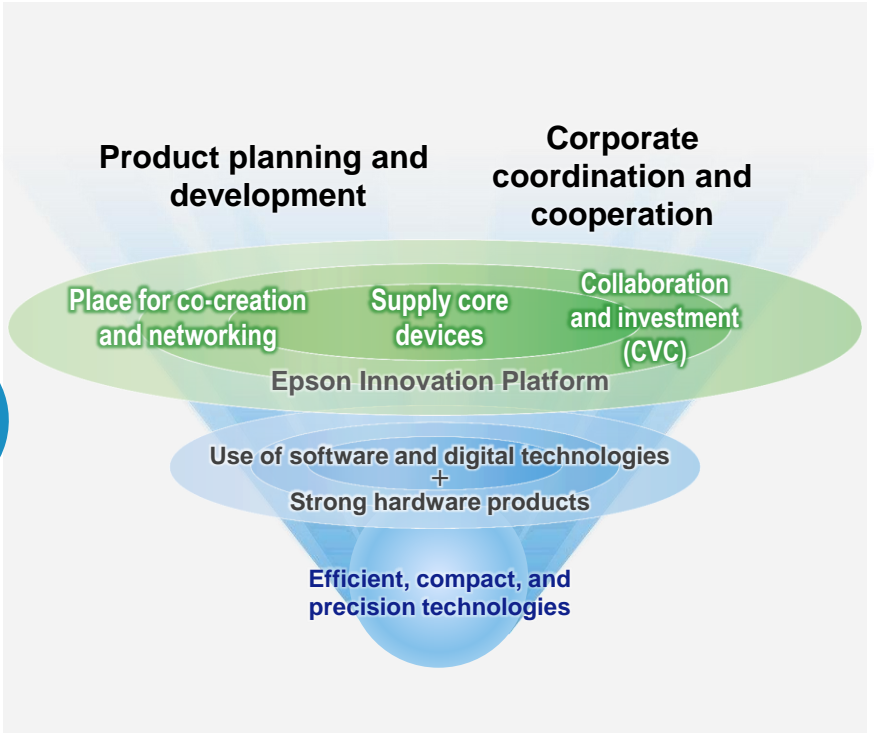 Product planning and
development
Corporate
coordination and
cooperation
Place for co-creation
and networking
Supply core
devices
Collaboration
and investment
(CVC)
Epson Innovation Platform
Use of software and digital technologies
+
Strong hardware products
Efficient, compact, and
precision technologies